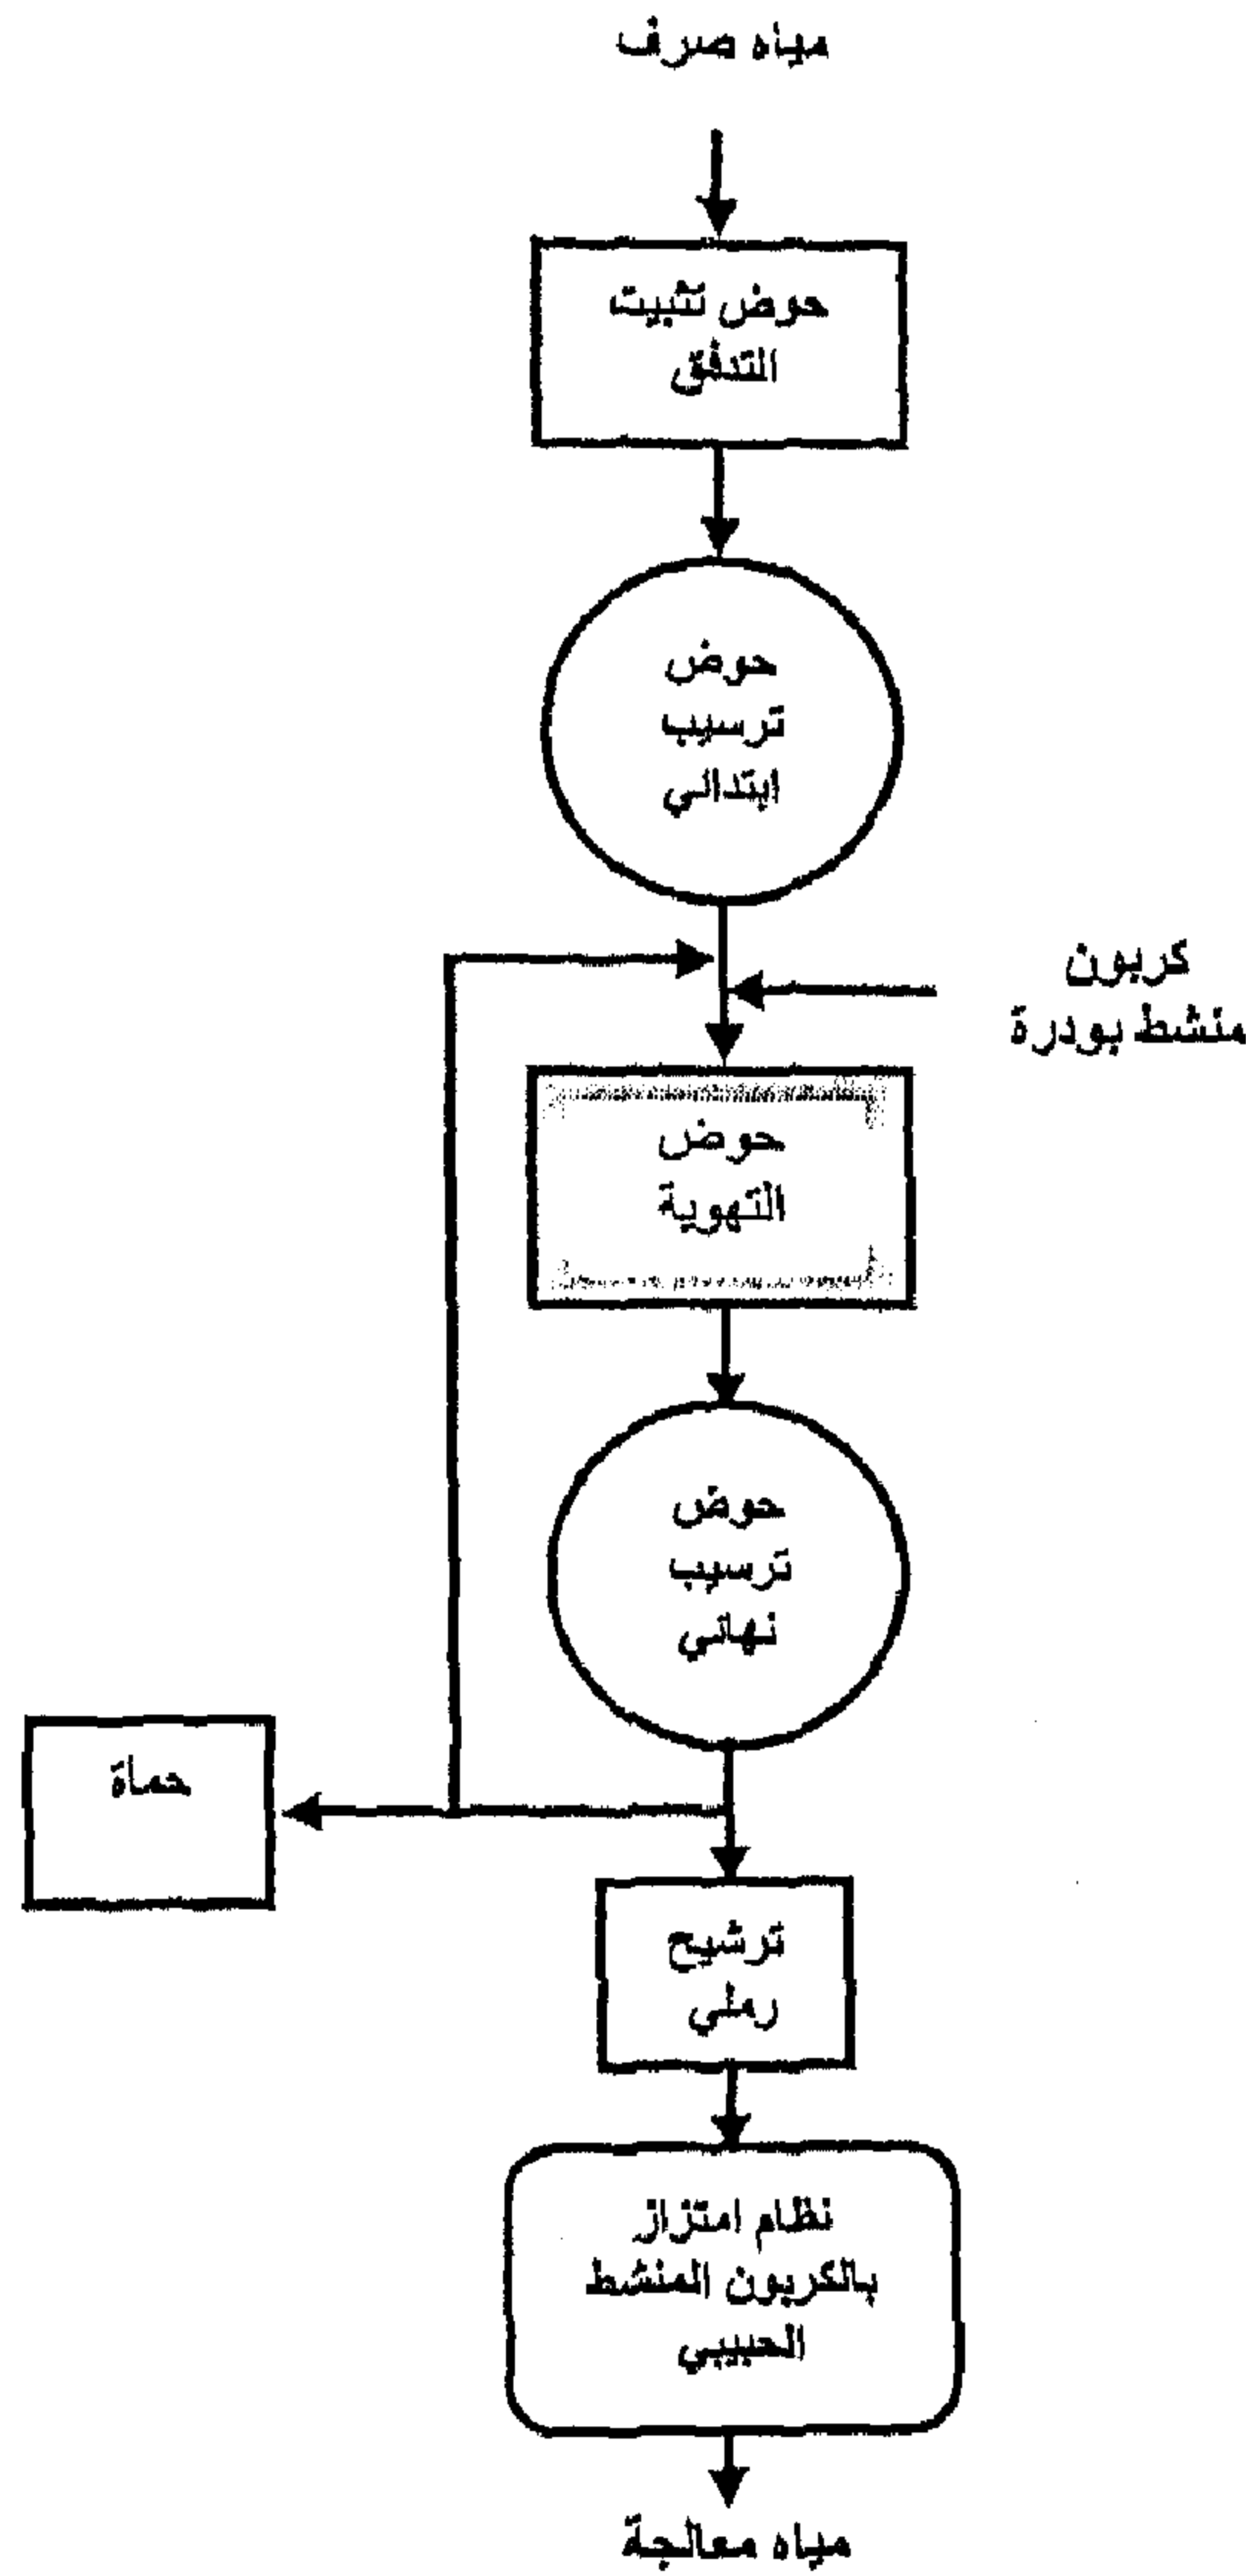 مياه صرف
حوض تثبيت
التدفق
حوض
ترسيب
ابتدائي
كربون
منشط بودرة
حوض
التهوية
حوض
ترسيب
نهائي
حمأة
ترشيح
رملي
نظام امتزاز
بالكربون المنشط
الحبيبي
مياه معالجة